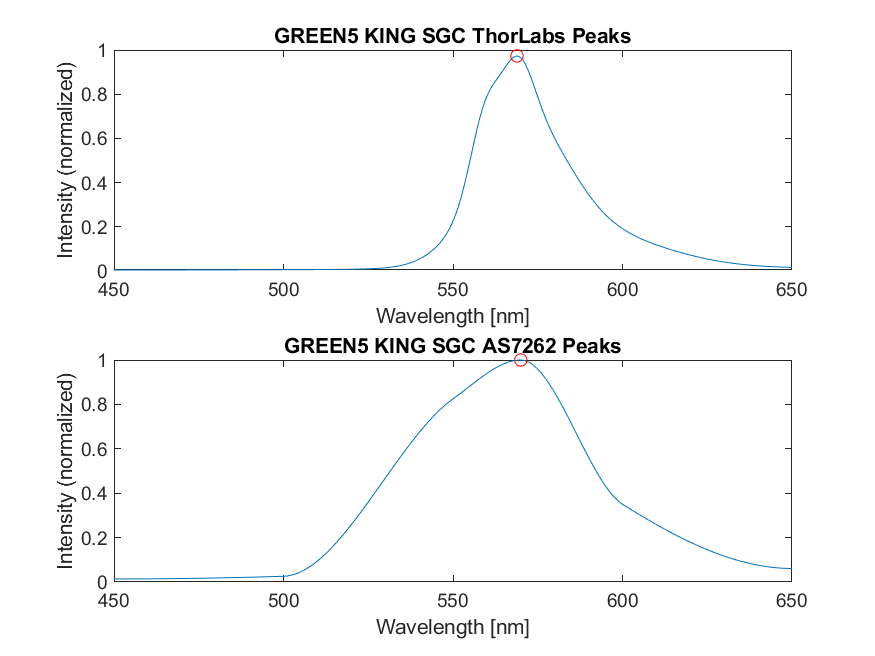 GREEN5 KING SGC ThorLabs Peaks
1
0.8
0.6
0.4
0.2
0
Intensity (normalized)
450 500 550 600 650
Wavelength [nm]
GREEN5 KING SGC AS7262 Peaks
1
0.8
0.6
0.4
0.2
0
Intensity (normalized)
450 500 550 600 650
Wavelength [nm]